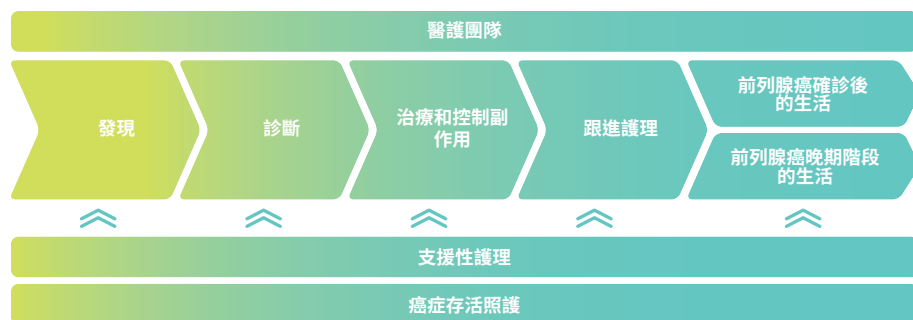 醫護團隊
發現
診斷
治療和控制副
作用
跟進護理
前列腺癌確診後
的生活
前列腺癌晚期階段
的生活
支援性護理
癌症存活照護